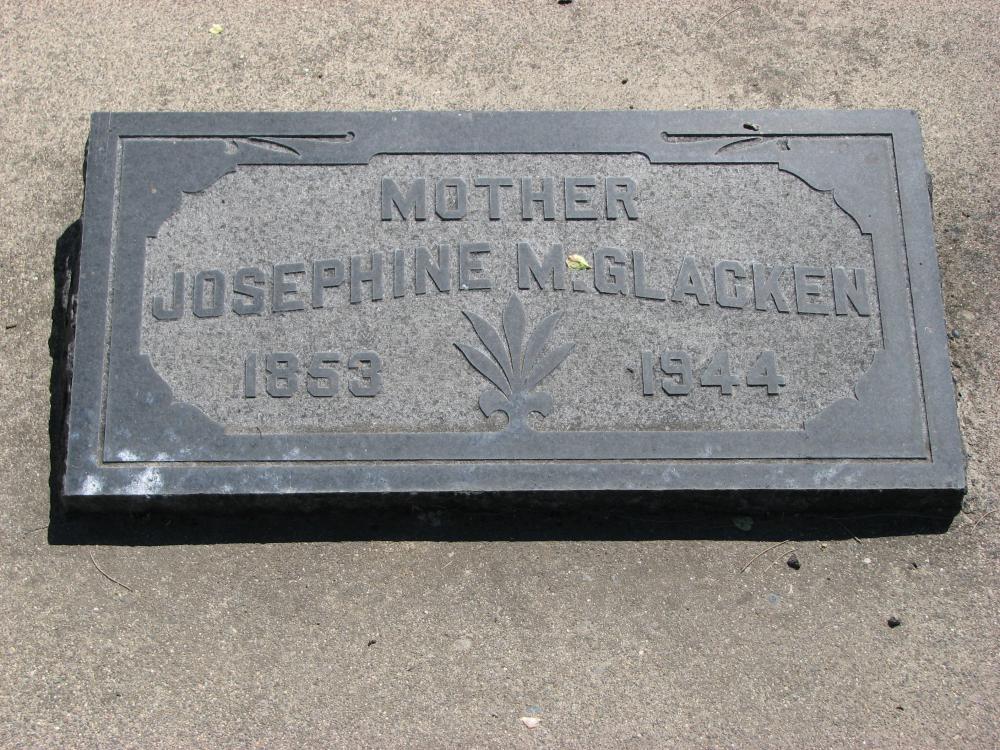 MOTHER
JOSEPHINE M.GLACKEN
1853 1944